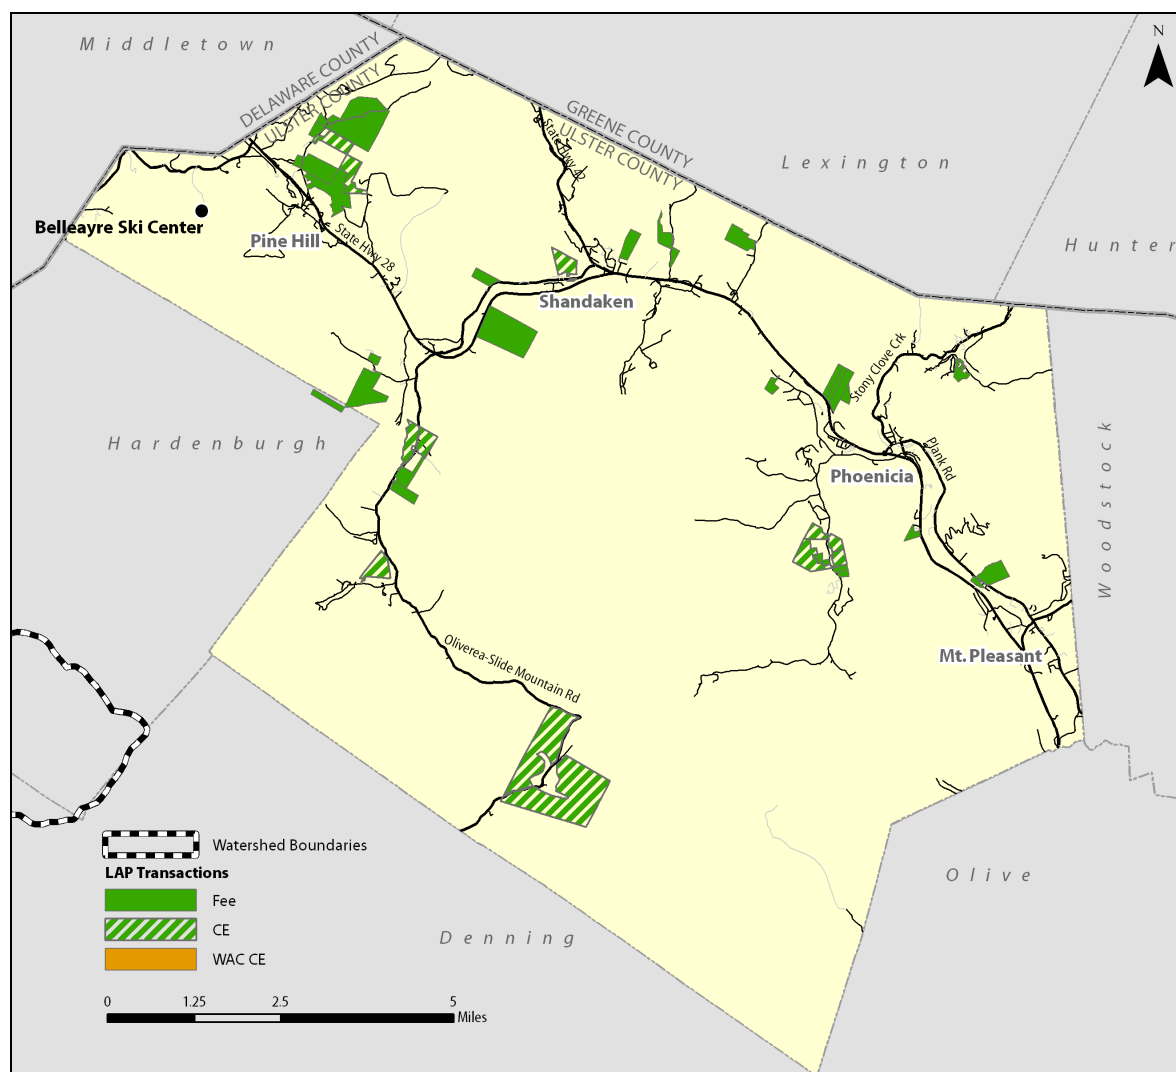 Middletown
N
DELAWARE COUNTY
ULSTER COUNTY
GREENE COUNTY
ULSTER COUNTY
State Hwy 42
Lexington
Belleayre Ski Center
Pine Hill
State Hwy 28
Hunter
Shandaken
Stony Clove Crk
Hardenburgh
Plank Rd
Phoenicia
Woodstock
Oliverea-Slide Mountain Rd
Mt. Pleasant
Watershed Boundaries
LAP Transactions
Fee
CE
WAC CE
Olive
Denning
0 1.25 2.5 5
Miles